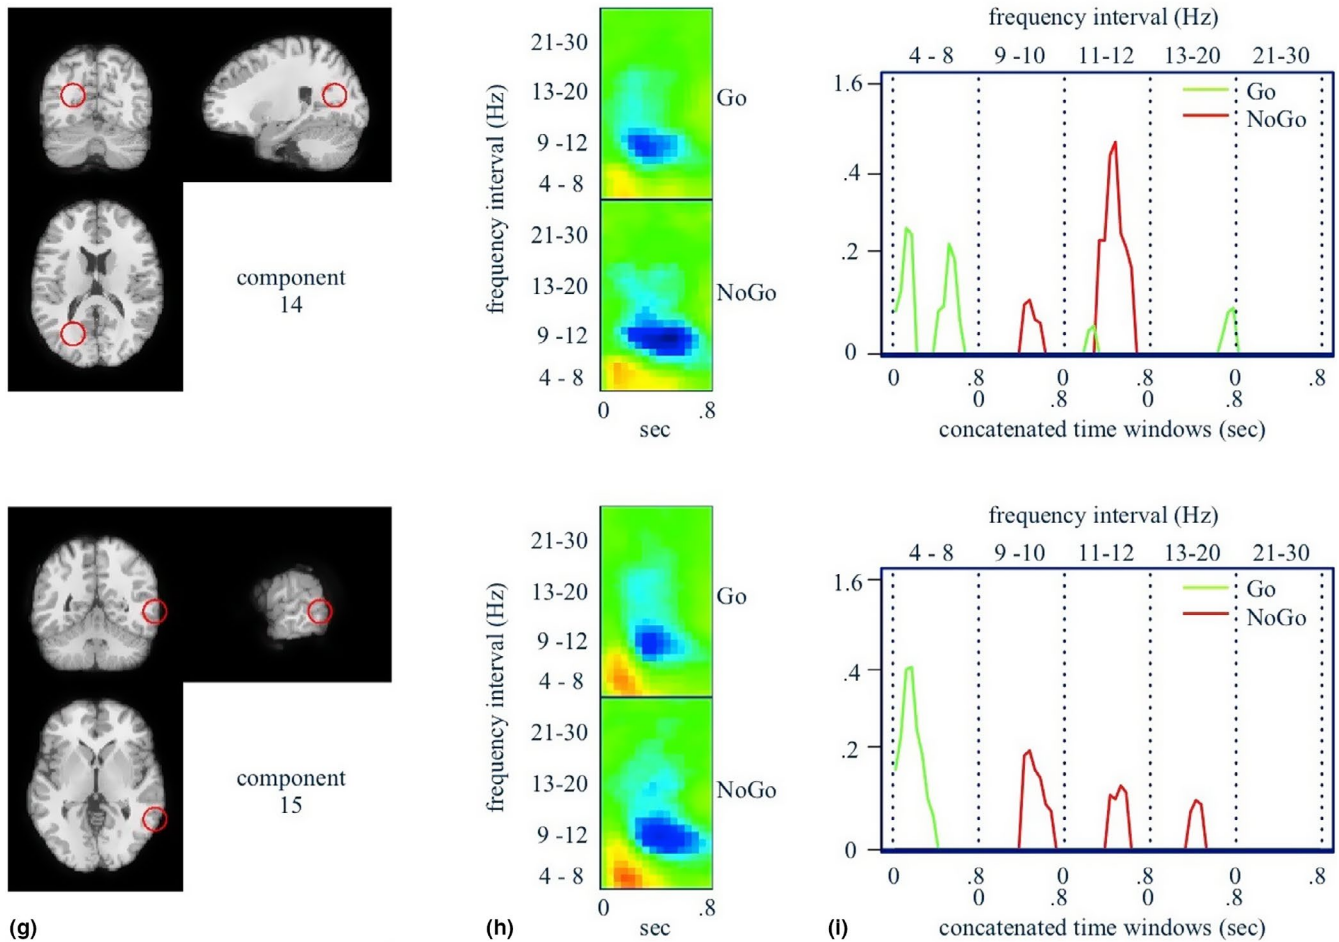 component
14
frequency interval (Hz)
21-30
13-20
9 -12
4 - 8
21-30
13-20
9 -12
4 - 8
Go
NoGo
0 .8
sec
frequency interval (Hz)
4 - 8 9 -10 11-12 13-20 21-30
1.6
.4
.2
0
Go
NoGo
0 .8 0 0 .8
0 .8 .8
concatenated time windows (sec)
component
15
frequency interval (Hz)
21-30
13-20
9 -12
4 - 8
21-30
13-20
9 -12
4 - 8
Go
NoGo
0 .8
sec
frequency interval (Hz)
4 - 8 9 -10 11-12 13-20 21-30
1.6
.4
.2
0
Go
NoGo
0 .8 0 0 .8
0 .8 .8
concatenated time windows (sec)
(g) (h) (i)